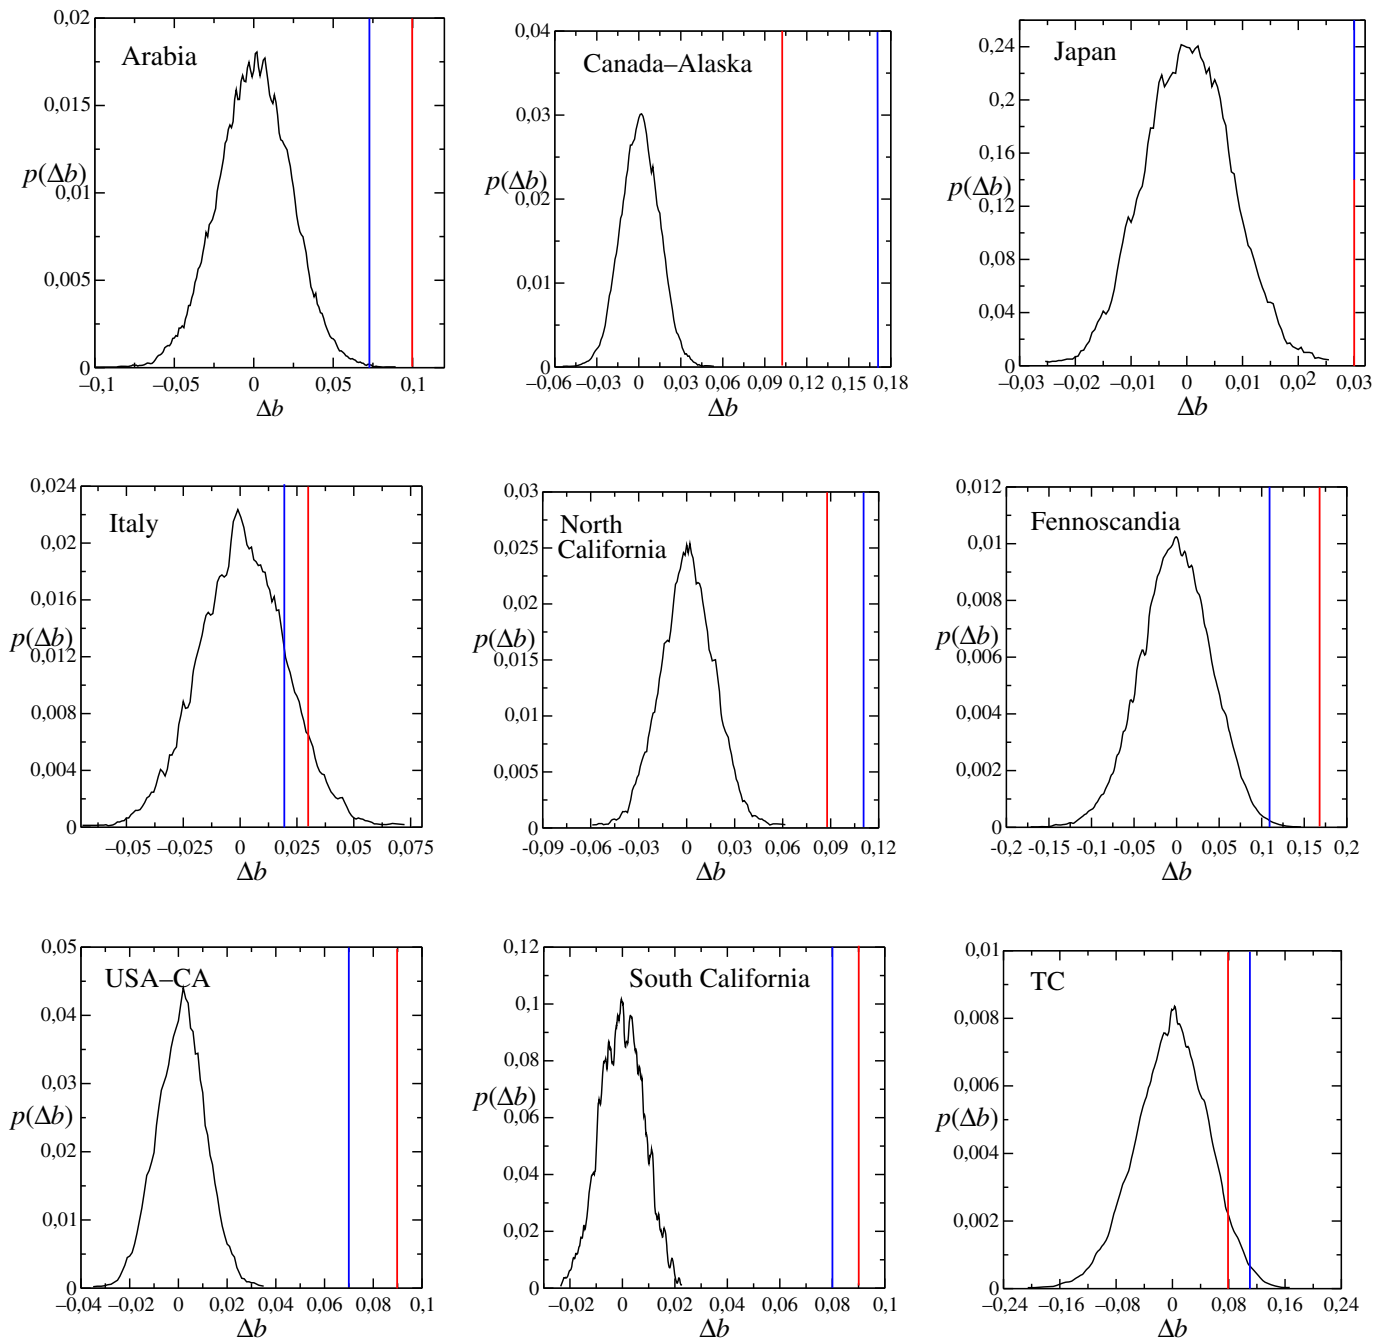 Arabia
p(Δb)
0,02
0,015
0,01
0,005
0
–0,1 –0,05 0 0,05 0,1
Δb
Canada–Alaska
p(Δb)
0,04
0,03
0,02
0,01
0
–0,06 –0,03 0 0,03 0,06 0,09 0,12 0,15 0,18
Δb
Japan
p(Δb)
0,24
0,2
0,16
0,12
0,08
0,04
0
–0,03 –0,02 –0,01 0 0,01 0,02 0,03
Δb
Italy
p(Δb)
0,024
0,02
0,016
0,012
0,008
0,004
0
–0,05 –0,025 0 0,025 0,05 0,075
Δb
North
California
p(Δb)
0,03
0,025
0,02
0,015
0,01
0,005
0
-0,09 -0,06 -0,03 0 0,03 0,06 0,09 0,12
Δb
Fennoscandia
p(Δb)
0,012
0,01
0,008
0,006
0,004
0,002
0
-0,2 -0,15 -0,1 -0,05 0 0,05 0,1 0,15 0,2
Δb
USA–CA
p(Δb)
0,05
0,04
0,03
0,02
0,01
0
–0,04 –0,02 0 0,02 0,04 0,06 0,08 0,1
Δb
South California
p(Δb)
0,12
0,1
0,08
0,06
0,04
0,02
0
–0,02 0 0,02 0,04 0,06 0,08 0,1
Δb
TC
p(Δb)
0,01
0,008
0,006
0,004
0,002
0
–0,24 –0,16 –0,08 0 0,08 0,16 0,24
Δb